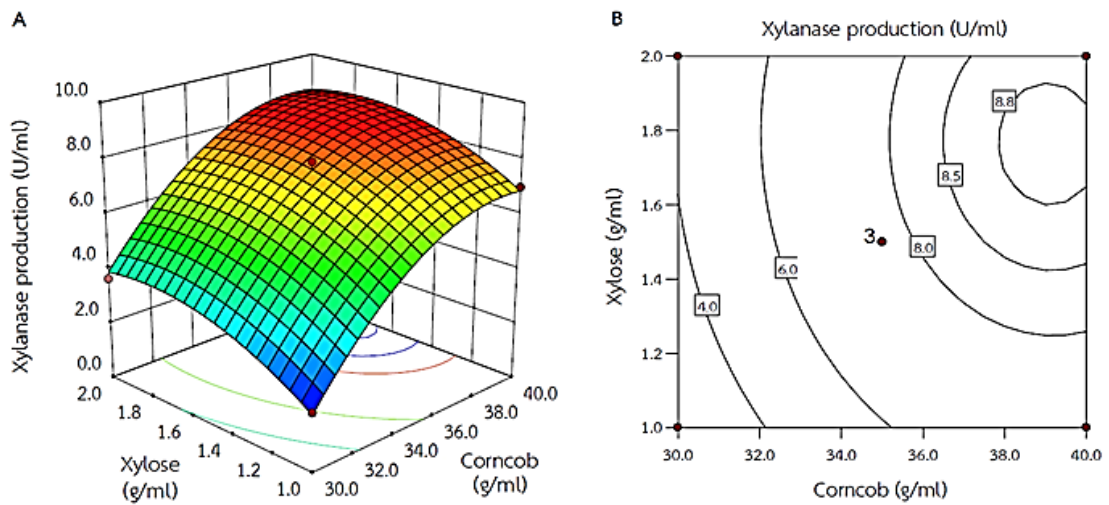 A
Xylanase production (U/ml)
10.0
8.0
6.0
4.0
2.0
0.0
2.0
1.8
1.6
1.4
1.2
1.0
Xylose
(g/ml)
30.0
32.0
34.0
36.0
38.0
40.0
Corncob
(g/ml)
B
Xylanase production (U/ml)
Xylose (g/ml)
2.0
1.8
1.6
1.4
1.2
1.0
8.8
8.5
3
8.0
6.0
4.0
30.0 32.0 34.0 36.0 38.0 40.0
Corncob (g/ml)